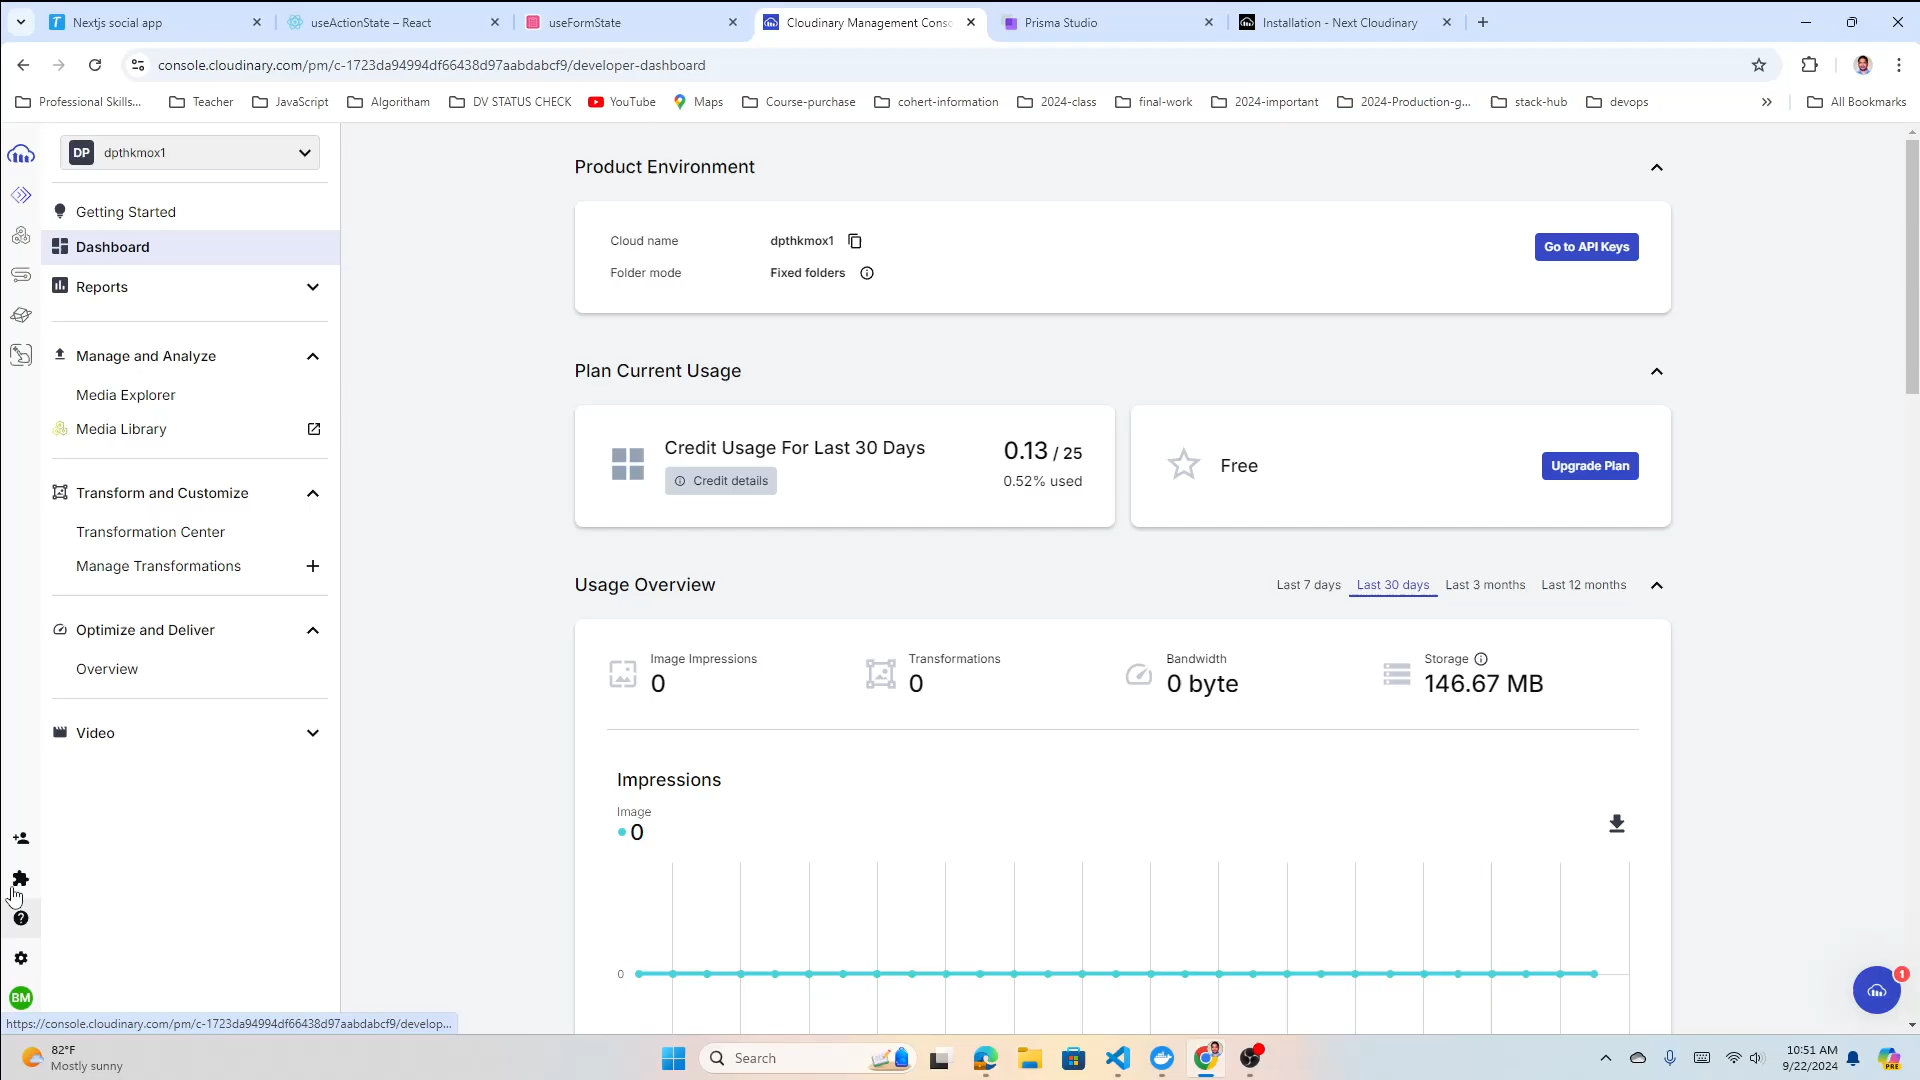 Nextjs social app
useActionState – React
useFormState
Cloudinary Management Conso
Prisma Studio
Installation - Next Cloudinary
console.cloudinary.com/pm/c-1723da94994df66438d97aabdabcf9/developer-dashboard
Professional Skills...
Teacher
JavaScript
Algoritham
DV STATUS CHECK
YouTube
Maps
Course-purchase
cohert-information
2024-class
final-work
2024-important
2024-Production-g...
stack-hub
devops
All Bookmarks
DP dpthkmox1
Getting Started
Dashboard
Reports
Manage and Analyze
Media Explorer
Media Library
Transform and Customize
Transformation Center
Manage Transformations
Optimize and Deliver
Overview
Video
BM
Product Environment
Cloud name dpthkmox1
Go to API Keys
Folder mode Fixed folders
Plan Current Usage
Credit Usage For Last 30 Days
Credit details
0.13 / 25
0.52% used
Free
Upgrade Plan
Usage Overview
Last 7 days Last 30 days Last 3 months Last 12 months
Image Impressions
0
Transformations
0
Bandwidth
0 byte
Storage
146.67 MB
Impressions
Image
0
0
1
https://console.cloudinary.com/pm/c-1723da94994df66438d97aabdabcf9/develop...
82°F
Mostly sunny
Search
10:51 AM
9/22/2024
PRE